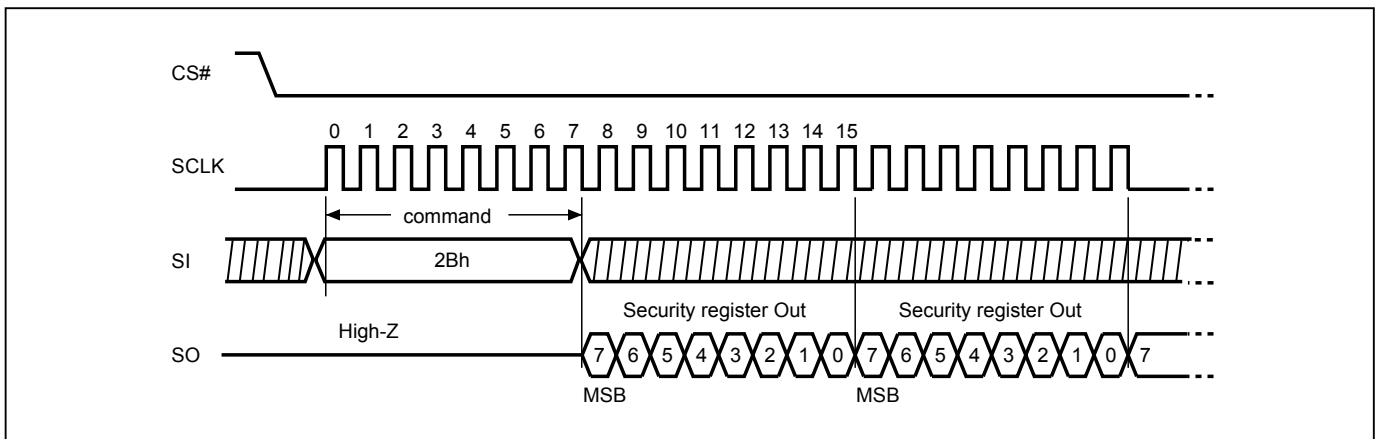 CS#
0 1 2 3 4 5 6 7 8 9 10 11 12 13 14 15
SCLK
command
SI
2Bh
Security register Out Security register Out
High-Z
SO
7 6 5 4 3 2 1 0 7 6 5 4 3 2 1 0 7
MSB MSB